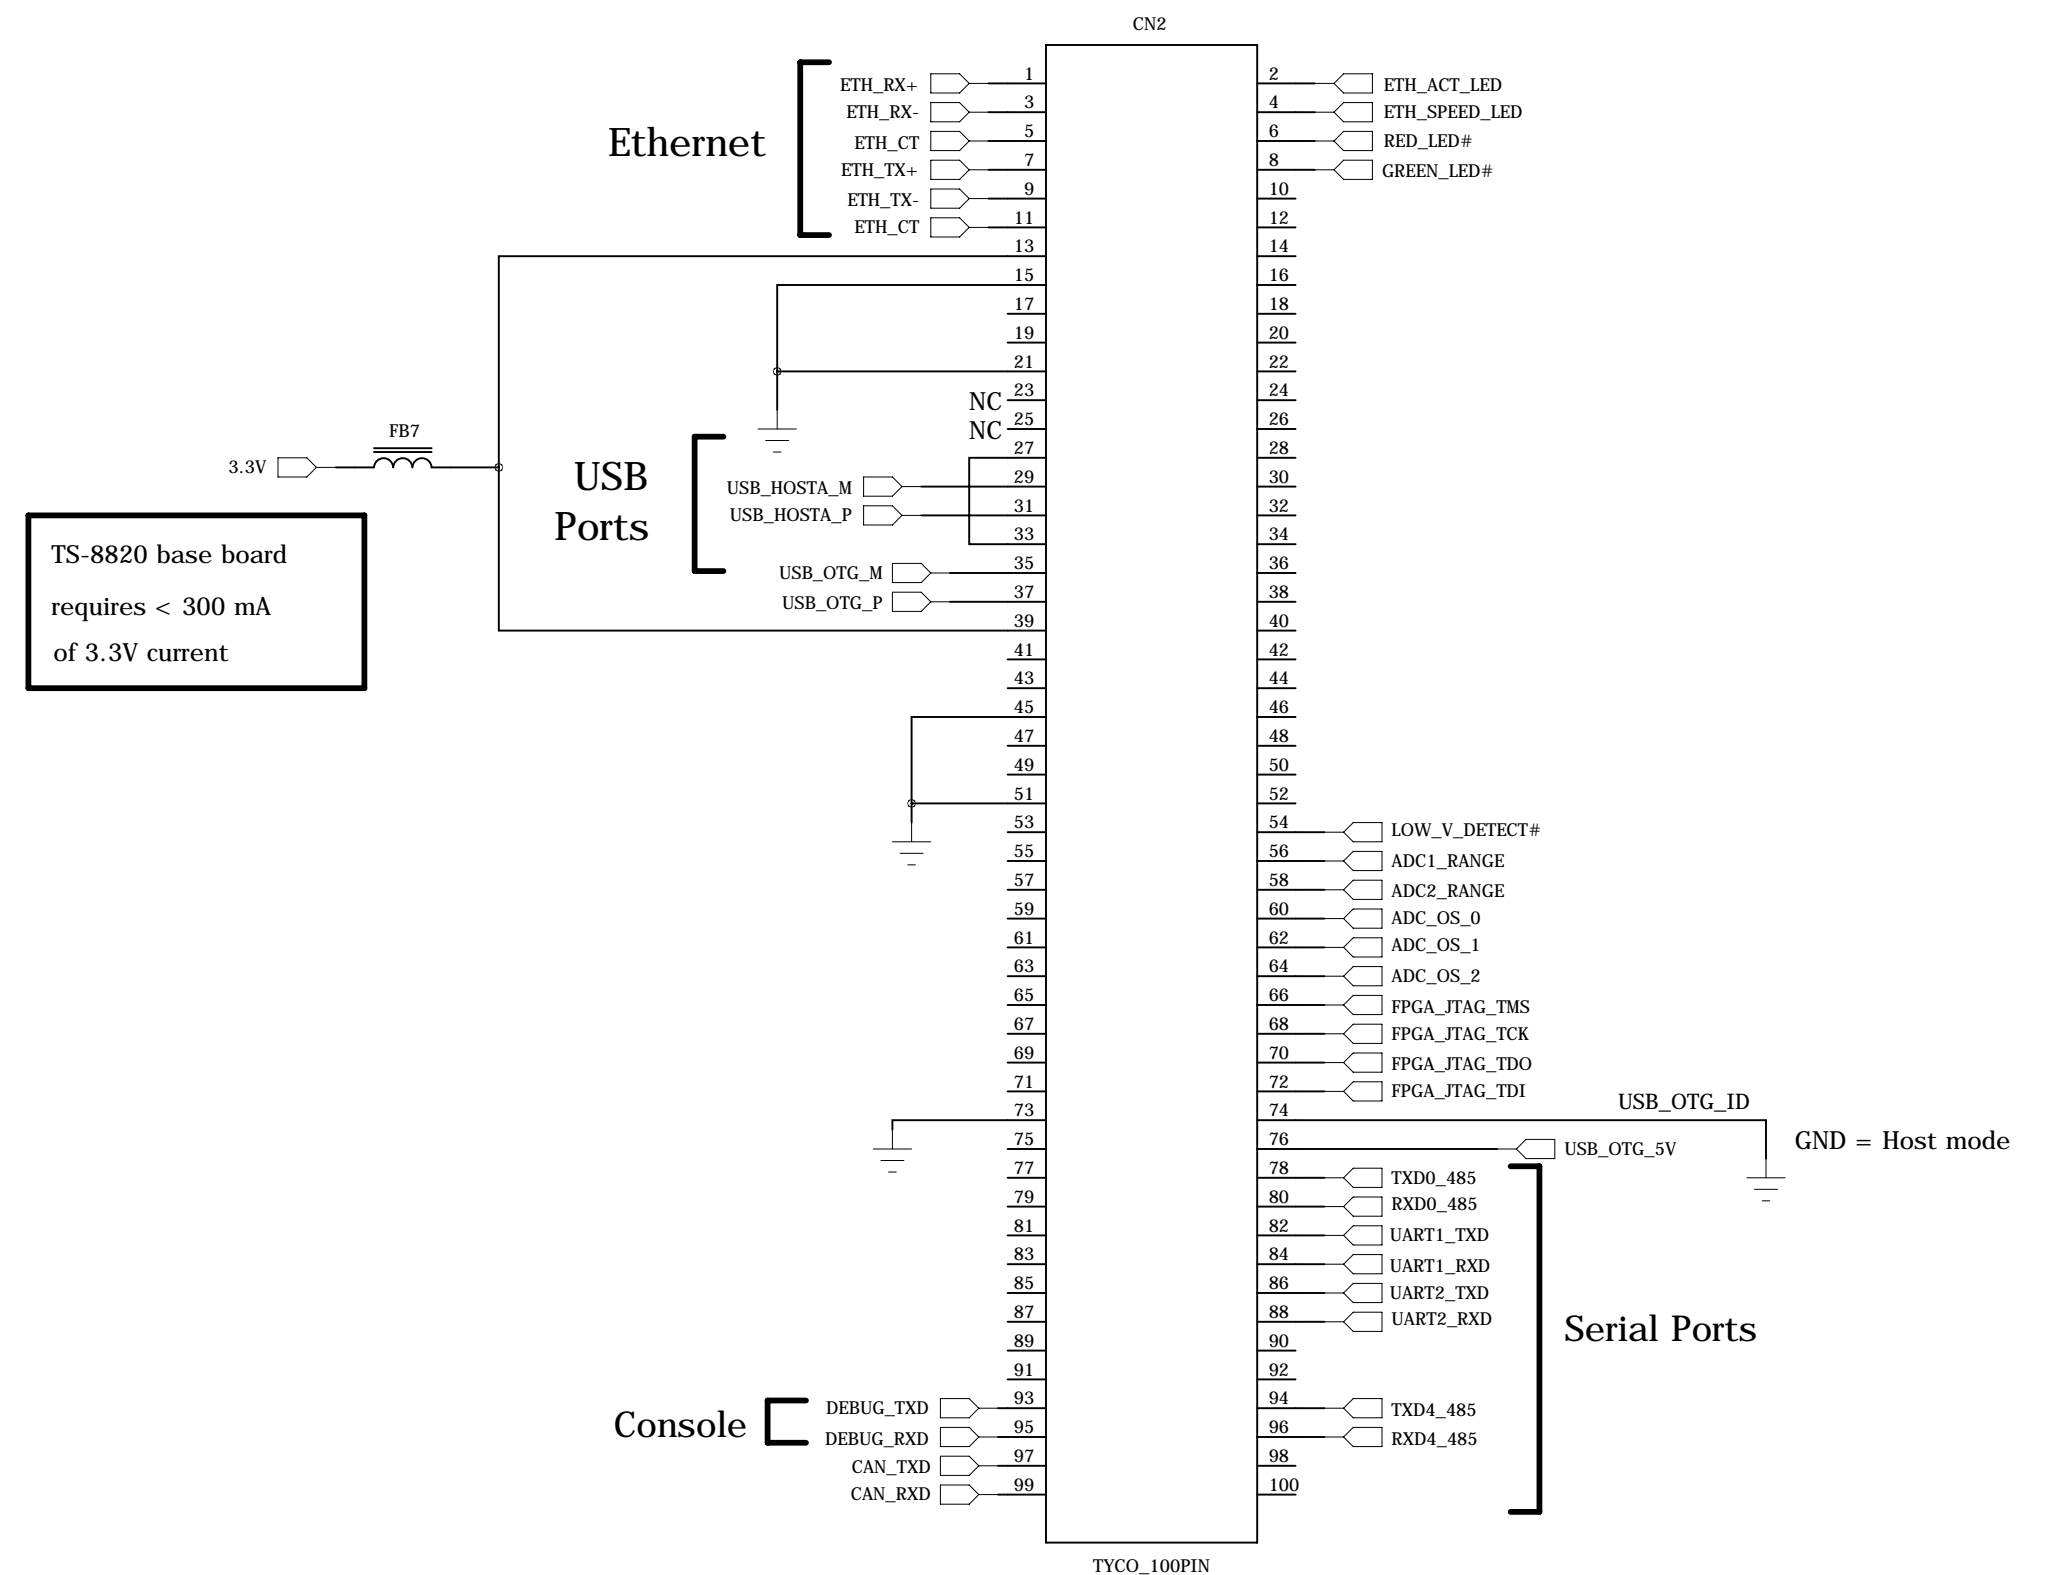 CN2
ETH_RX+ 1 2 ETH_ACT_LED
ETH_RX- 3 4 ETH_SPEED_LED
Ethernet
ETH_CT 5 6 RED_LED#
ETH_TX+ 7 8 GREEN_LED#
ETH_TX- 9 10
ETH_CT 11 12
13 14
15 16
17 18
19 20
21 22
NC 23 24
NC 25 26
FB7
27 28
3.3V
USB
Ports
USB_HOSTA_M 29 30
USB_HOSTA_P 31 32
33 34
USB_OTG_M 35 36
USB_OTG_P 37 38
39 40
TS-8820 base board
requires < 300 mA
of 3.3V current
41 42
43 44
45 46
47 48
49 50
51 52
53 54 LOW_V_DETECT#
55 56 ADC1_RANGE
57 58 ADC2_RANGE
59 60 ADC_OS_0
61 62 ADC_OS_1
63 64 ADC_OS_2
65 66 FPGA_JTAG_TMS
67 68 FPGA_JTAG_TCK
69 70 FPGA_JTAG_TDO
71 72 FPGA_JTAG_TDI
73 74 USB_OTG_ID
GND = Host mode
75 76 USB_OTG_5V
77 78 TXD0_485
79 80 RXD0_485
81 82 UART1_TXD
83 84 UART1_RXD
85 86 UART2_TXD
87 88 UART2_RXD
Serial Ports
89 90
91 92
Console
DEBUG_TXD 93 94 TXD4_485
DEBUG_RXD 95 96 RXD4_485
CAN_TXD 97 98
CAN_RXD 99 100
TYCO_100PIN